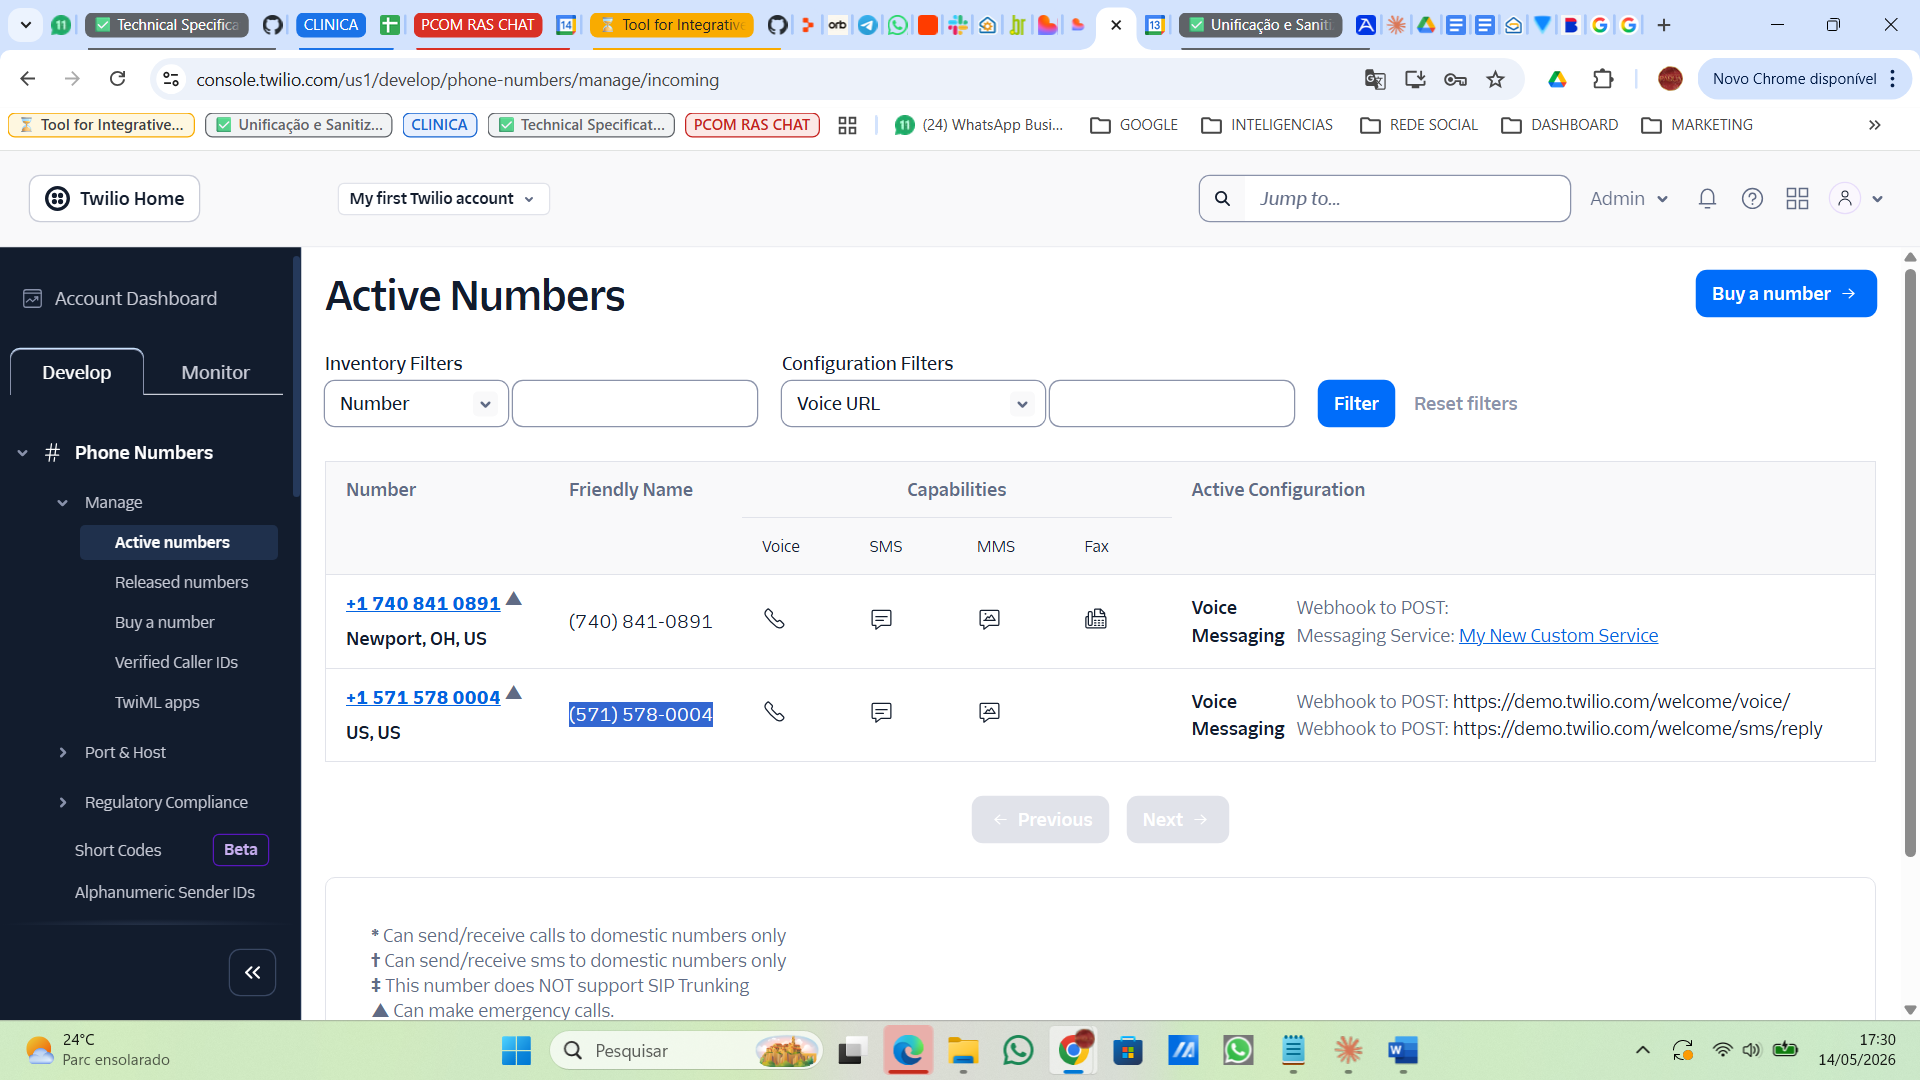 11
Technical Specifica
CLINICA
PCOM RAS CHAT
14
Tool for Integrative
orb
13
Unificação e Saniti
console.twilio.com/us1/develop/phone-numbers/manage/incoming
Novo Chrome disponível
Tool for Integrative...
Unificação e Sanitiz...
CLINICA
Technical Specificat...
PCOM RAS CHAT
11
(24) WhatsApp Busi...
GOOGLE
INTELIGENCIAS
REDE SOCIAL
DASHBOARD
MARKETING
Twilio Home
My first Twilio account
Jump to...
Admin
Account Dashboard
Develop
Monitor
# Phone Numbers
Manage
Active numbers
Released numbers
Buy a number
Verified Caller IDs
TwiML apps
Port & Host
Regulatory Compliance
Short Codes
Beta
Alphanumeric Sender IDs
Active Numbers
Buy a number →
Inventory Filters
Configuration Filters
Number
Voice URL
Filter
Reset filters
Number
Friendly Name
Capabilities
Active Configuration
Voice
SMS
MMS
Fax
+1 740 841 0891 ▲
Newport, OH, US
(740) 841-0891
Voice Webhook to POST:
Messaging Messaging Service: My New Custom Service
+1 571 578 0004 ▲
US, US
(571) 578-0004
Voice Webhook to POST: https://demo.twilio.com/welcome/voice/
Messaging Webhook to POST: https://demo.twilio.com/welcome/sms/reply
← Previous
Next →
* Can send/receive calls to domestic numbers only
† Can send/receive sms to domestic numbers only
‡ This number does NOT support SIP Trunking
▲ Can make emergency calls.
24°C
Parc ensolarado
Pesquisar
17:30
14/05/2026